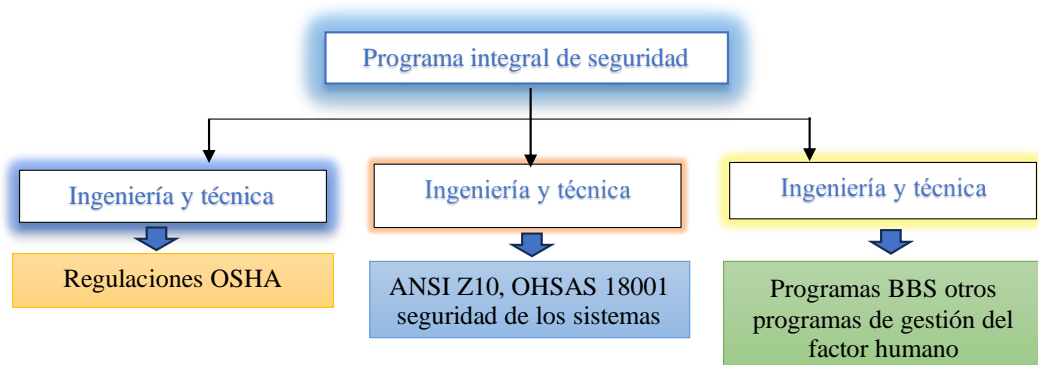 Programa integral de seguridad
Ingeniería y técnica
Ingeniería y técnica
Ingeniería y técnica
Regulaciones OSHA
ANSI Z10, OHSAS 18001
seguridad de los sistemas
Programas BBS otros
programas de gestión del
factor humano